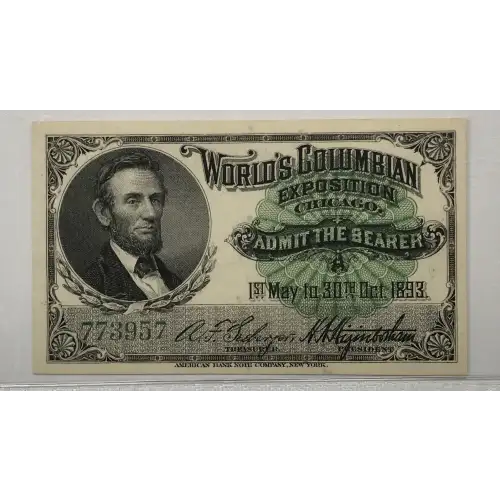 WORLD'S COLUMBIAN
EXPOSITION
CHICAGO.
ADMIT THE BEARER
1ST May to 30TH Oct. 1893.
773957
TREASURER PRESIDENT
AMERICAN BANK NOTE COMPANY, NEW YORK.